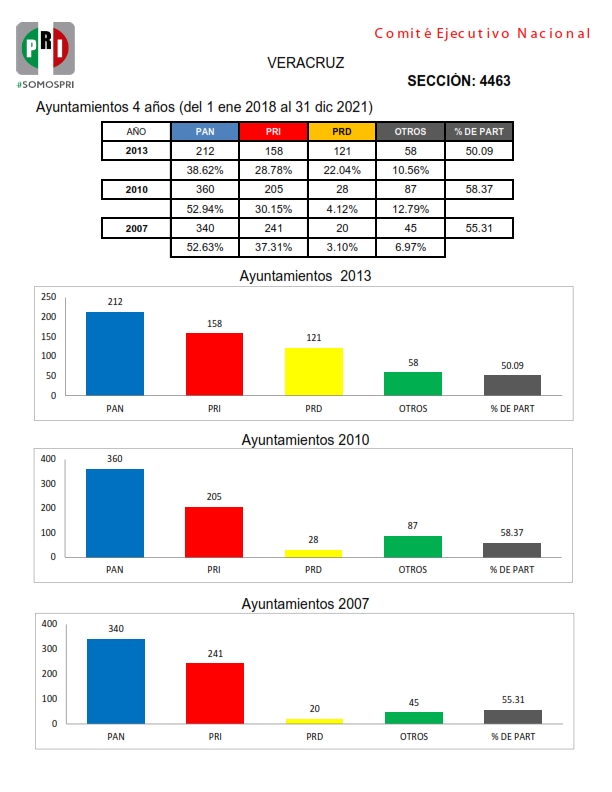 Comité Ejecutivo Nacional
PRI
#SOMOSPRI
VERACRUZ
SECCIÓN: 4463
Ayuntamientos 4 años (del 1 ene 2018 al 31 dic 2021)
AÑO PAN PRI PRD OTROS % DE PART
2013 212 158 121 58 50.09
38.62% 28.78% 22.04% 10.56%
2010 360 205 28 87 58.37
52.94% 30.15% 4.12% 12.79%
2007 340 241 20 45 55.31
52.63% 37.31% 3.10% 6.97%
Ayuntamientos 2013
250
200
150
100
50
0
212
158
121
58
50.09
PAN PRI PRD OTROS % DE PART
Ayuntamientos 2010
400
300
200
100
0
360
205
28
87
58.37
PAN PRI PRD OTROS % DE PART
Ayuntamientos 2007
400
300
200
100
0
340
241
20
45
55.31
PAN PRI PRD OTROS % DE PART